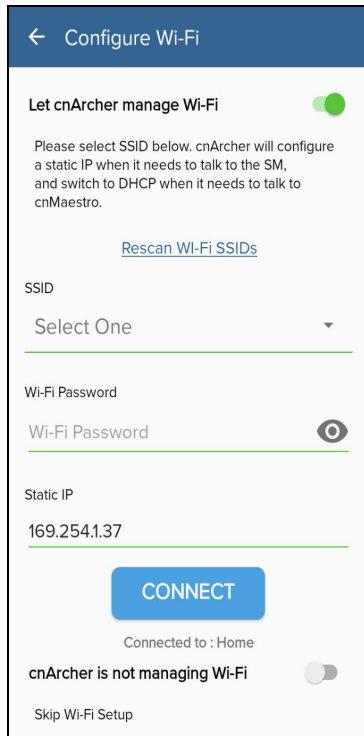 Configure Wi-Fi
Let cnArcher manage Wi-Fi
Please select SSID below. cnArcher will configure
a static IP when it needs to talk to the SM,
and switch to DHCP when it needs to talk to
cnMaestro.
Rescan WI-Fi SSIDs
SSID
Select One
Wi-Fi Password
Wi-Fi Password
Static IP
169.254.1.37
CONNECT
Connected to : Home
cnArcher is not managing Wi-Fi
Skip Wi-Fi Setup